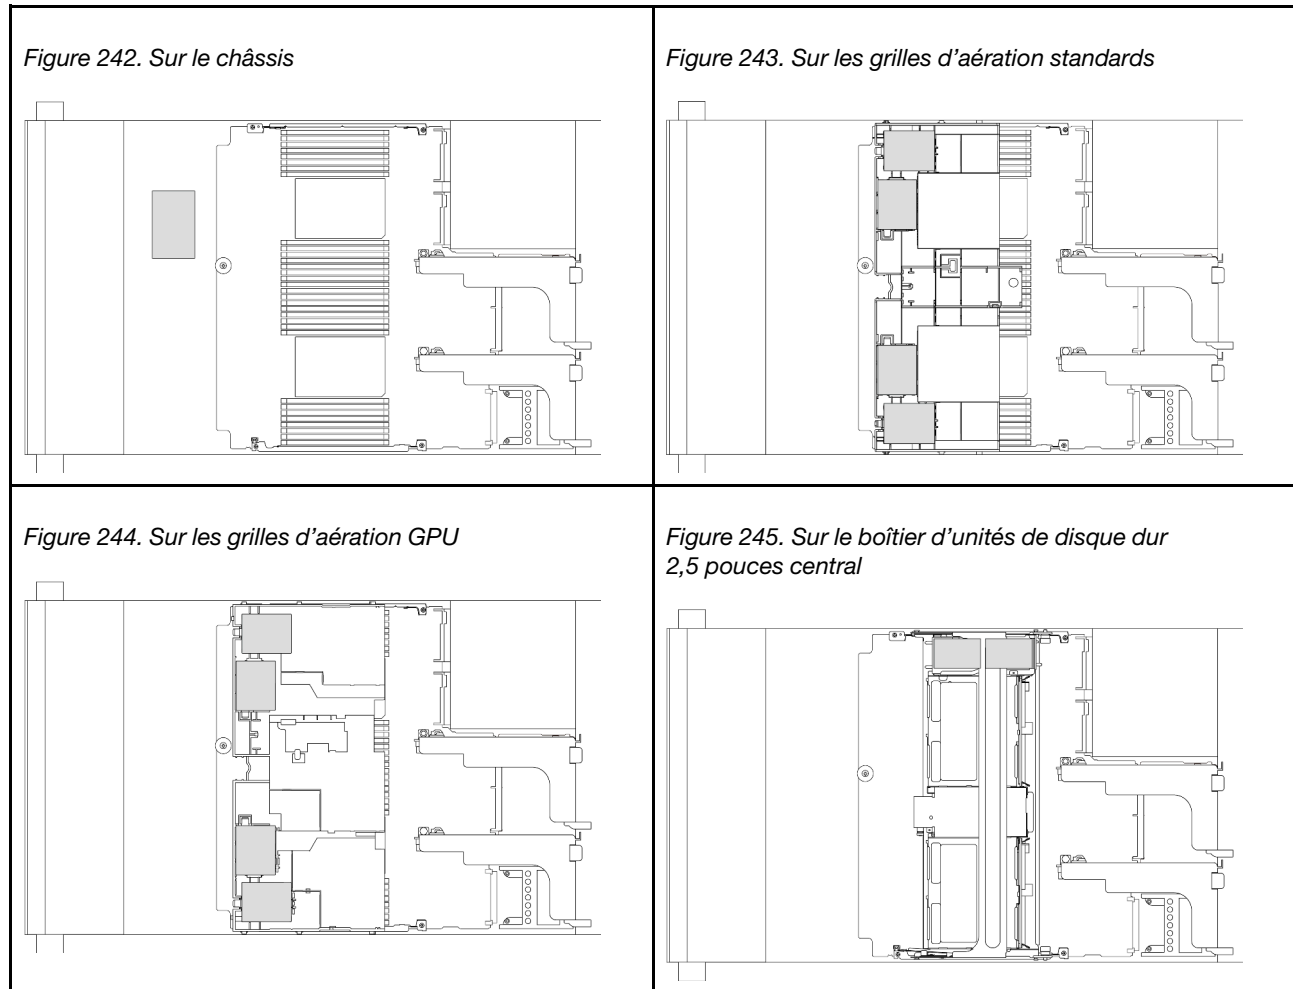 Figure 242. Sur le châssis
Figure 243. Sur les grilles d’aération standards
Figure 244. Sur les grilles d’aération GPU
Figure 245. Sur le boîtier d’unités de disque dur
2,5 pouces central